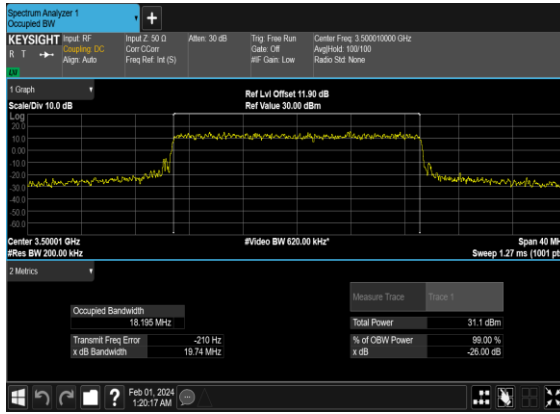 Spectrum Analyzer 1
Occupied BW
+
KEYSIGHT Input: RF Input Z: 50 Ω Atten: 30 dB Trig: Free Run Center Freq: 3.500010000 GHz
R T Coupling: DC Corr CCorr Gate: Off Avg|Hold: 100/100
Align: Auto Freq Ref: Int (S) #IF Gain: Low Radio Std: None
LXI
1 Graph
Ref Lvl Offset 11.90 dB
Scale/Div 10.0 dB Ref Value 30.00 dBm
Log
20.0
10.0
0.00
-10.0
-20.0
-30.0
-40.0
-50.0
-60.0
Center 3.50001 GHz #Video BW 620.00 kHz* Span 40 MH
#Res BW 200.00 kHz Sweep 1.27 ms (1001 pt
2 Metrics
Measure Trace Trace 1
Occupied Bandwidth
18.195 MHz Total Power 31.1 dBm
Transmit Freq Error -210 Hz % of OBW Power 99.00 %
x dB Bandwidth 19.74 MHz x dB -26.00 dB
? Feb 01, 2024
1:20:17 AM